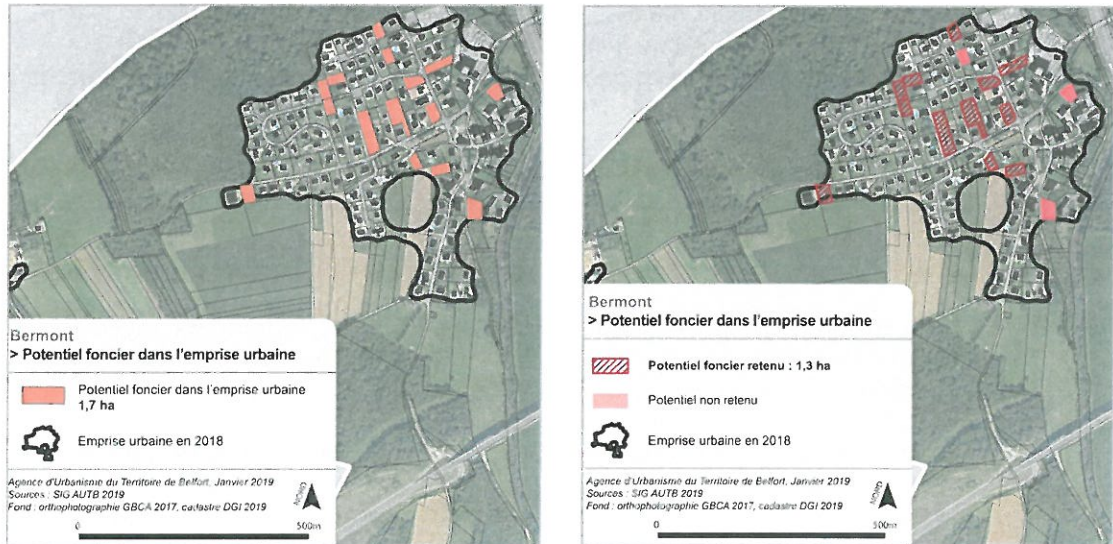 Bermont
> Potentiel foncier dans l'emprise urbaine
Potentiel foncier dans l'emprise urbaine
1,7 ha
Emprise urbaine en 2018
Agence d'Urbanisme du Territoire de Belfort, Janvier 2019
Sources : SIG AUTB 2019
Fond : orthophotographie GBCA 2017, cadastre DGI 2019
NORD
0
500m
Bermont
> Potentiel foncier dans l'emprise urbaine
Potentiel foncier retenu : 1,3 ha
Potentiel non retenu
Emprise urbaine en 2018
Agence d'Urbanisme du Territoire de Belfort, Janvier 2019
Sources : SIG AUTB 2019
Fond : orthophotographie GBCA 2017, cadastre DGI 2019
NORD
0
500m